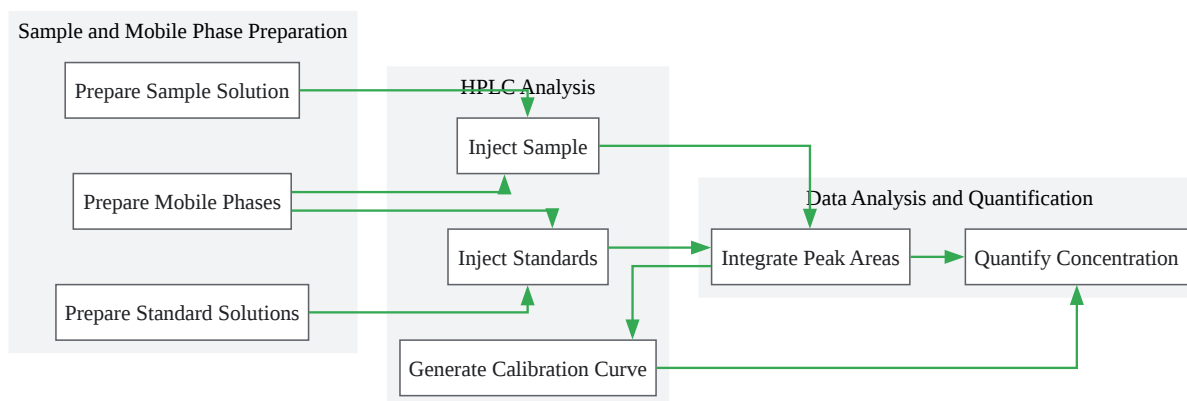 Sample and Mobile Phase Preparation
Prepare Sample Solution
Prepare Mobile Phases
Prepare Standard Solutions
HPLC Analysis
Inject Sample
Inject Standards
Generate Calibration Curve
Data Analysis and Quantification
Integrate Peak Areas
Quantify Concentration